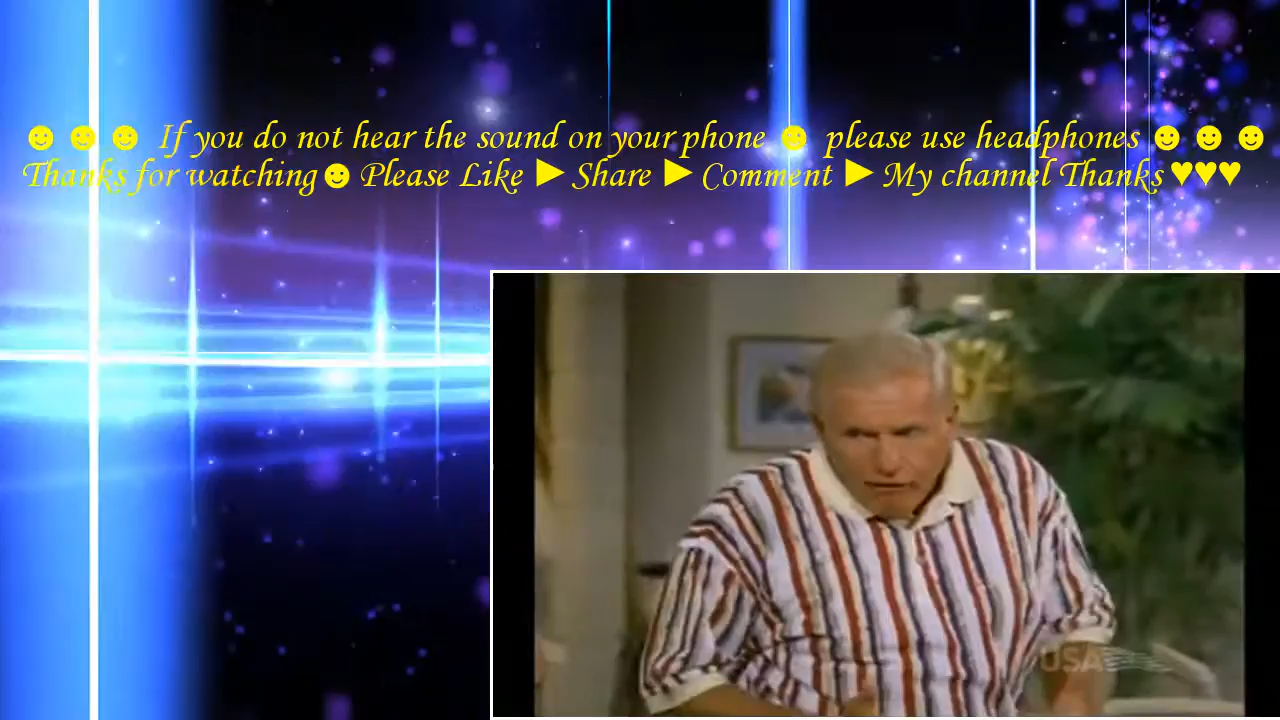 ☻ ☻ ☻ If you do not hear the sound on your phone ☻ please use headphones ☻ ☻ ☻
Thanks for watching☻ Please Like ► Share ► Comment ► My channel Thanks ♥♥♥
USA